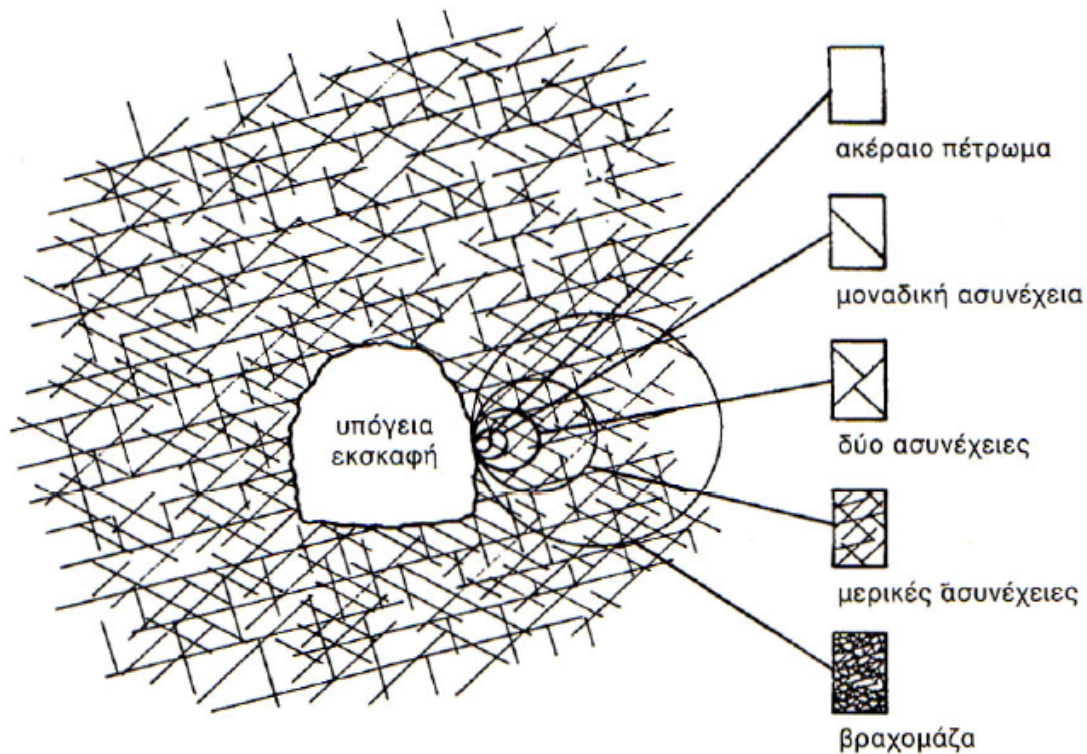 ακέραιο πέτρωμα
μοναδική ασυνέχεια
υπόγεια
εκσκαφή
δύο ασυνέχειες
μερικές ασυνέχειες
βραχομάζα